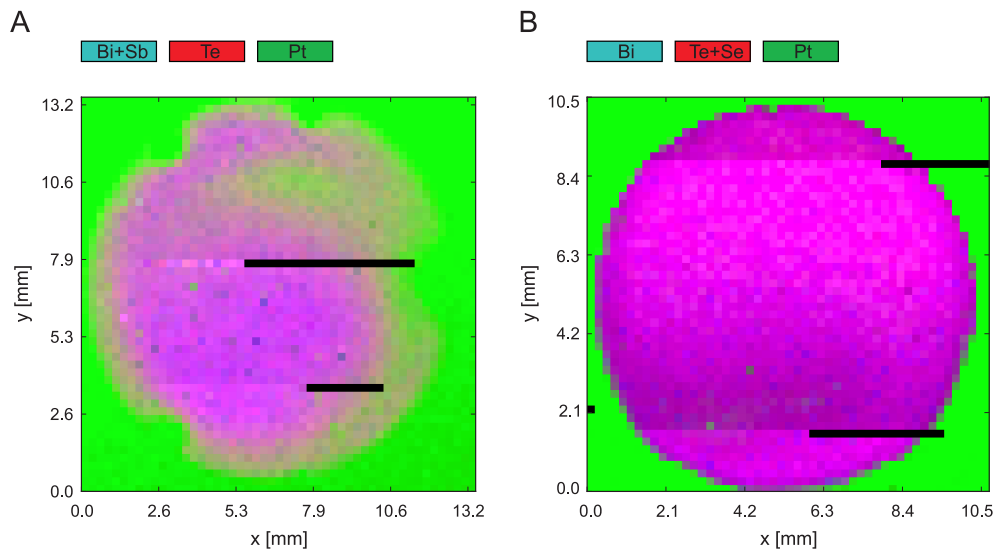 A
Bi+Sb Te Pt
13.2
10.6
7.9
5.3
2.6
0.0
y [mm]
0.0 2.6 5.3 7.9 10.6 13.2
x [mm]
B
Bi Te+Se Pt
10.5
8.4
6.3
4.2
2.1
0.0
y [mm]
0.0 2.1 4.2 6.3 8.4 10.5
x [mm]